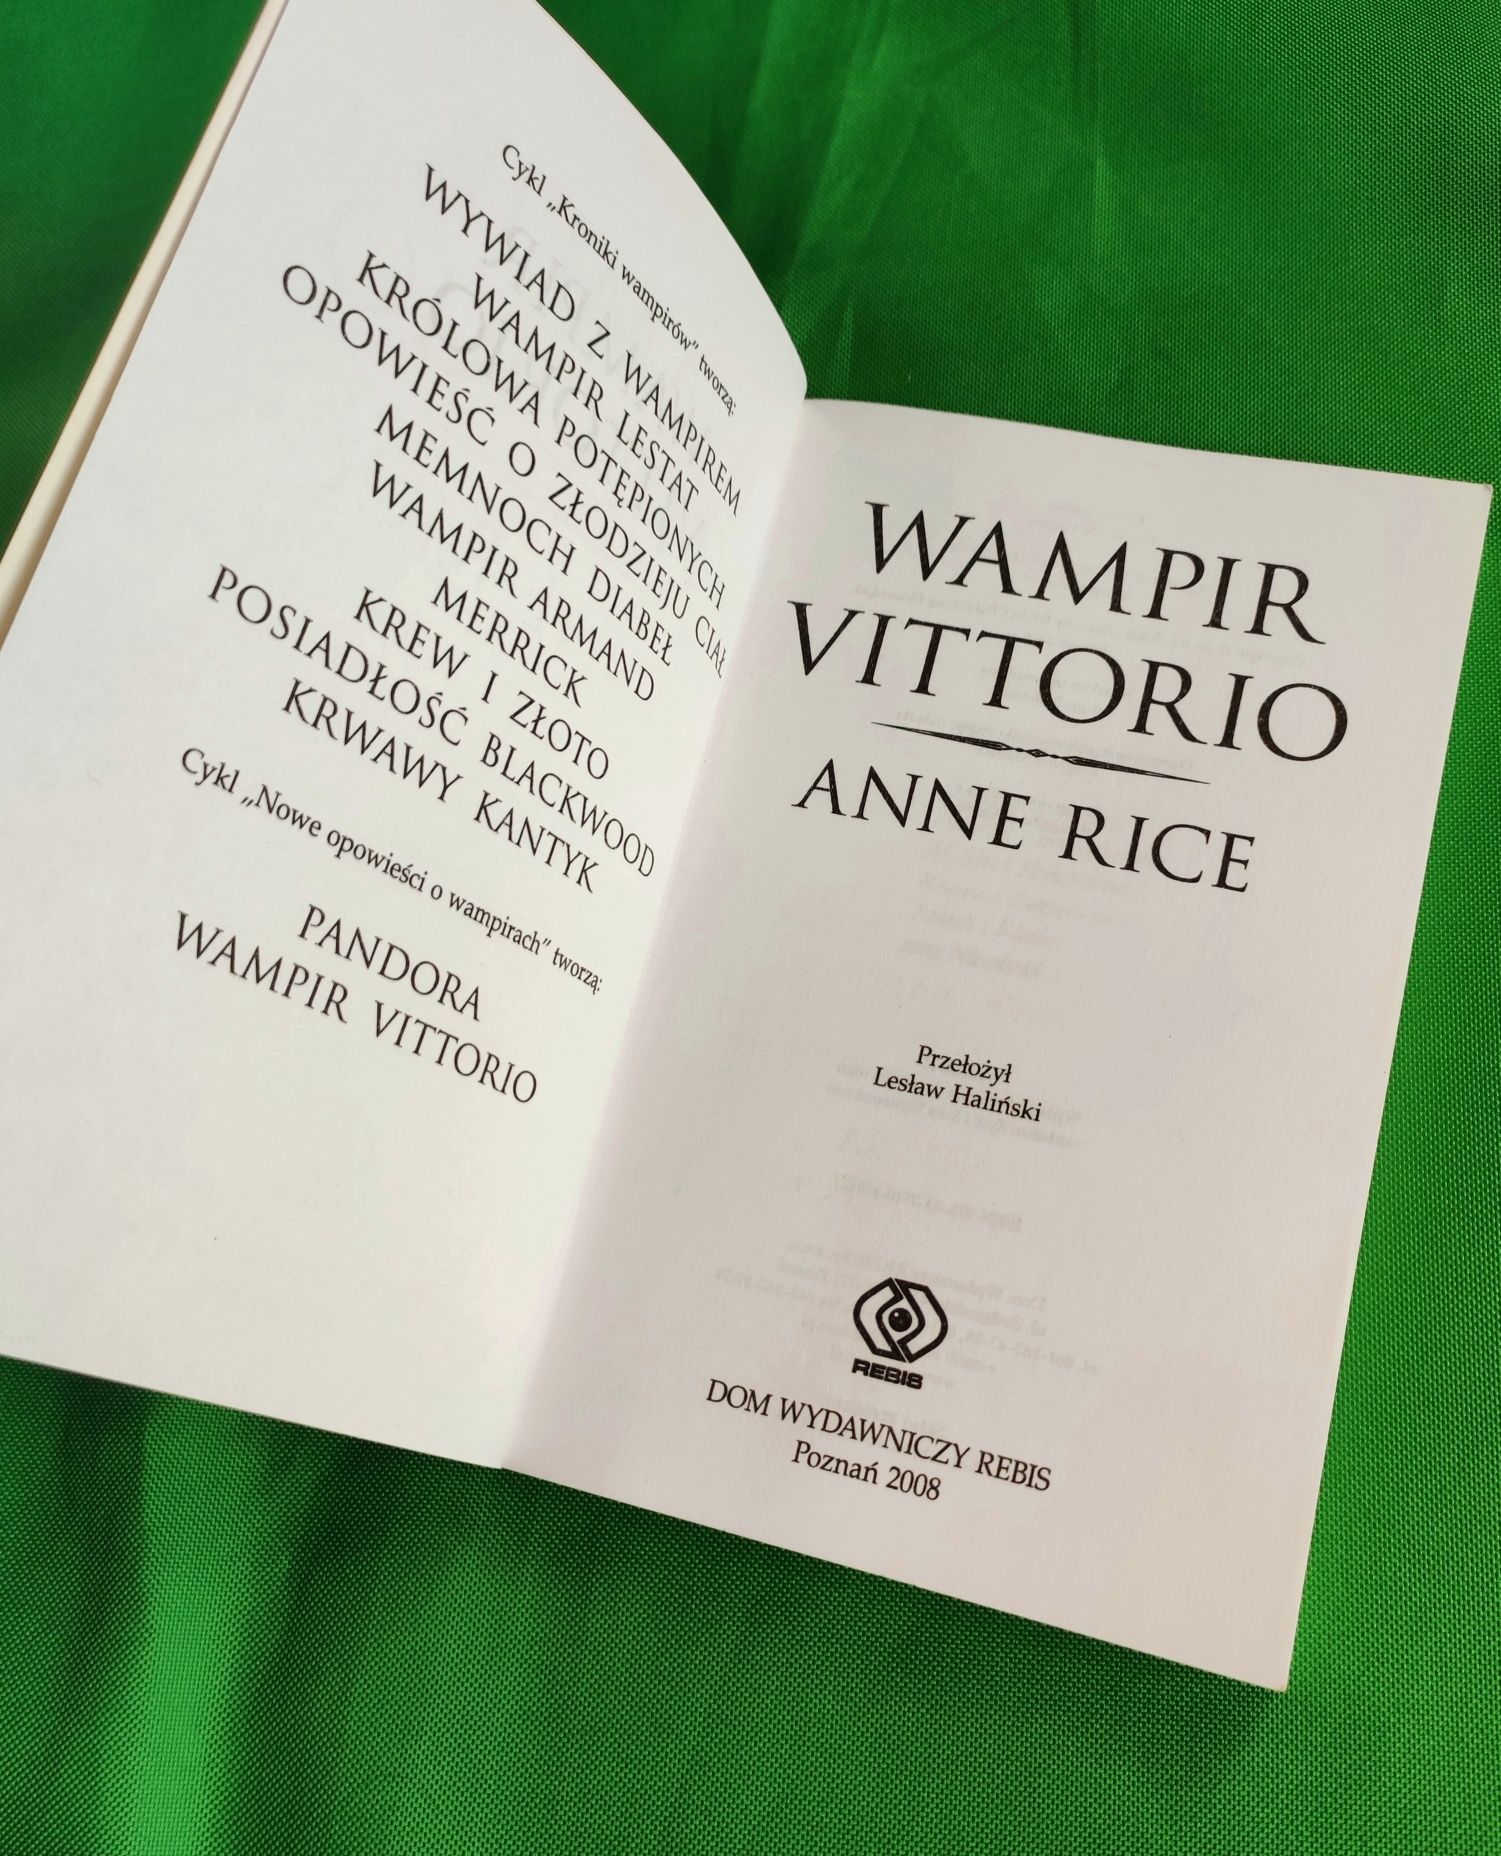 Cykl „Kroniki wampirów” tworzą:
WYWIAD Z WAMPIREM
WAMPIR LESTAT
KRÓLOWA POTĘPIONYCH
OPOWIEŚĆ O ZŁODZIEJU CIAŁ
MEMNOCH DIABEŁ
WAMPIR ARMAND
MERRICK
KREW I ZŁOTO
POSIADŁOŚĆ BLACKWOOD
KRWAWY KANTYK
Cykl „Nowe opowieści o wampirach” tworzą:
PANDORA
WAMPIR VITTORIO
WAMPIR
VITTORIO
ANNE RICE
Przełożył
Lesław Haliński
REBIS
DOM WYDAWNICZY REBIS
Poznań 2008